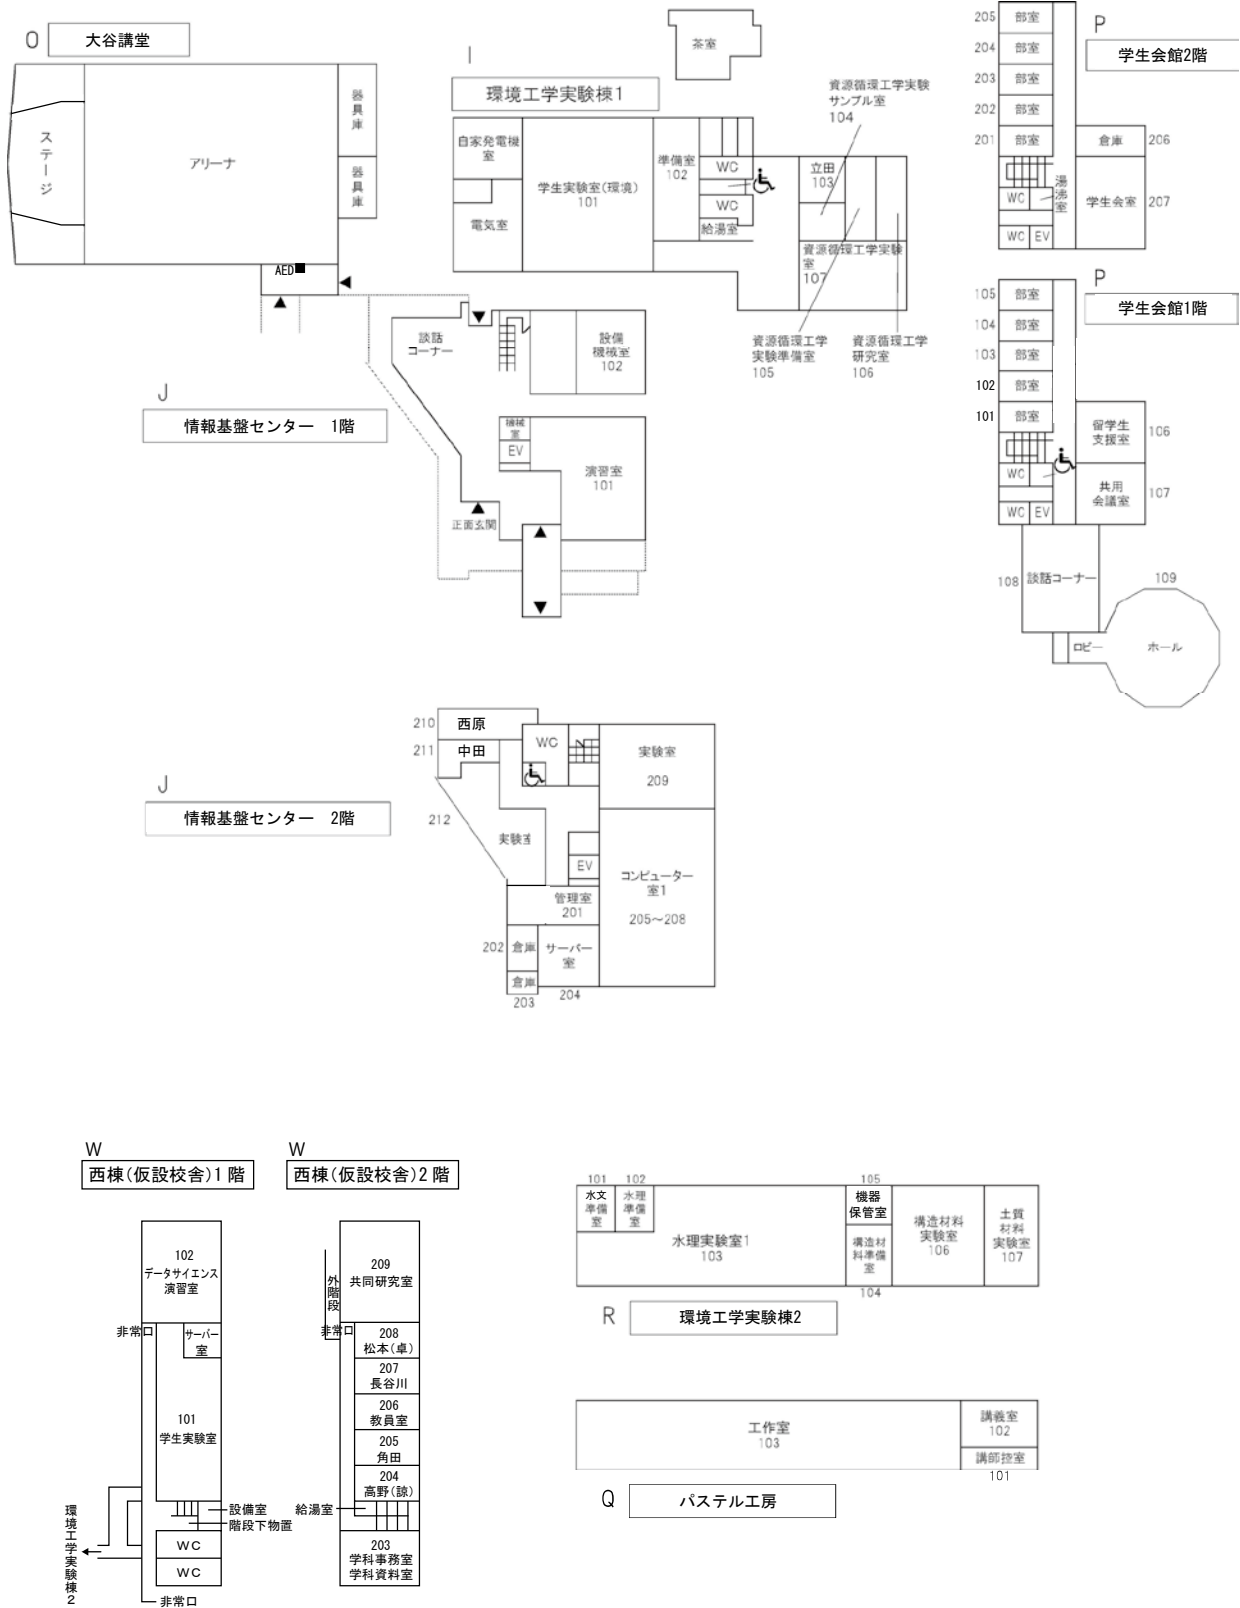 O
大谷講堂
ステージ
アリーナ
器具庫
器具庫
AED
I
環境工学実験棟1
茶室
自家発電機
室
電気室
学生実験室(環境)
101
準備室
102
WC
WC
給湯室
立田
103
資源循環工学実験
サンプル室
104
資源循環工学実験
室
107
資源循環工学
実験準備室
105
資源循環工学
研究室
106
P
学生会館2階
205
部室
204
部室
203
部室
202
部室
201
部室
倉庫
206
湯沸室
WC
学生会室
207
WC
EV
P
学生会館1階
105
部室
104
部室
103
部室
102
部室
101
部室
留学生
支援室
106
WC
共用
会議室
107
WC
EV
108
談話コーナー
109
ロビー
ホール
J
情報基盤センター 1階
談話
コーナー
設備
機械室
102
機械
室
EV
演習室
101
正面玄関
J
情報基盤センター 2階
210
西原
211
中田
WC
実験室
209
212
実験室
EV
コンピューター
室1
205~208
管理室
201
202
倉庫
サーバー
室
倉庫
203
204
W
西棟(仮設校舎)1階
102
データサイエンス
演習室
非常口
サーバー
室
101
学生実験室
設備室
階段下物置
WC
WC
環境工学実験棟2
非常口
W
西棟(仮設校舎)2階
外階段
209
共同研究室
非常口
208
松本(卓)
207
長谷川
206
教員室
205
角田
204
高野(諒)
給湯室
203
学科事務室
学科資料室
101
水文
準備
室
102
水理
準備
室
水理実験室1
103
105
機器
保管室
構造材
料準備
室
104
構造材料
実験室
106
土質
材料
実験室
107
R
環境工学実験棟2
工作室
103
講義室
102
講師控室
101
Q
パステル工房